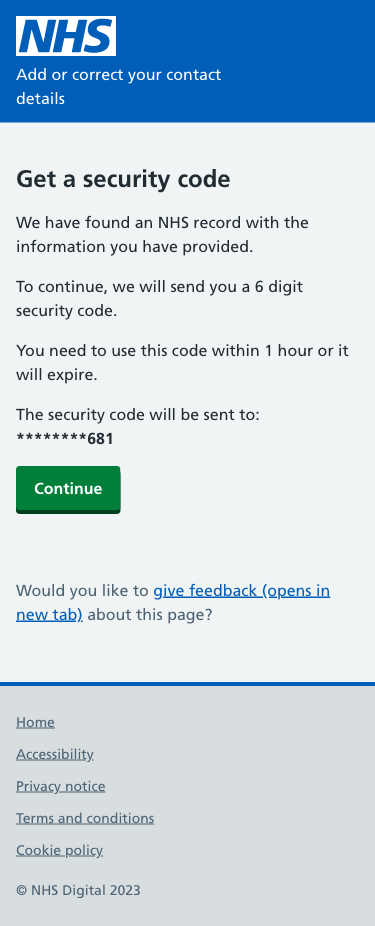 NHS
Add or correct your contact
details
Get a security code
We have found an NHS record with the
information you have provided.
To continue, we will send you a 6 digit
security code.
You need to use this code within 1 hour or it
will expire.
The security code will be sent to:
********681
Continue
Would you like to give feedback (opens in
new tab) about this page?
Home
Accessibility
Privacy notice
Terms and conditions
Cookie policy
© NHS Digital 2023